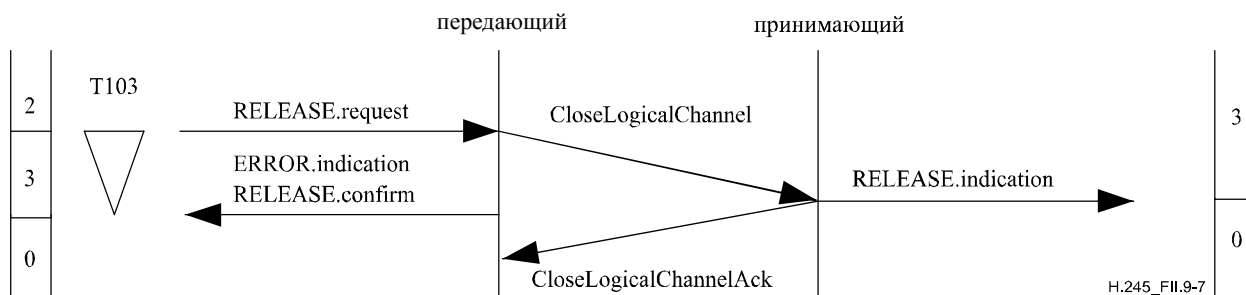 передающий
принимающий
T103
2
RELEASE.request
CloseLogicalChannel
3
ERROR.indication
3
RELEASE.confirm
RELEASE.indication
0
0
CloseLogicalChannelAck
H.245_FII.9-7